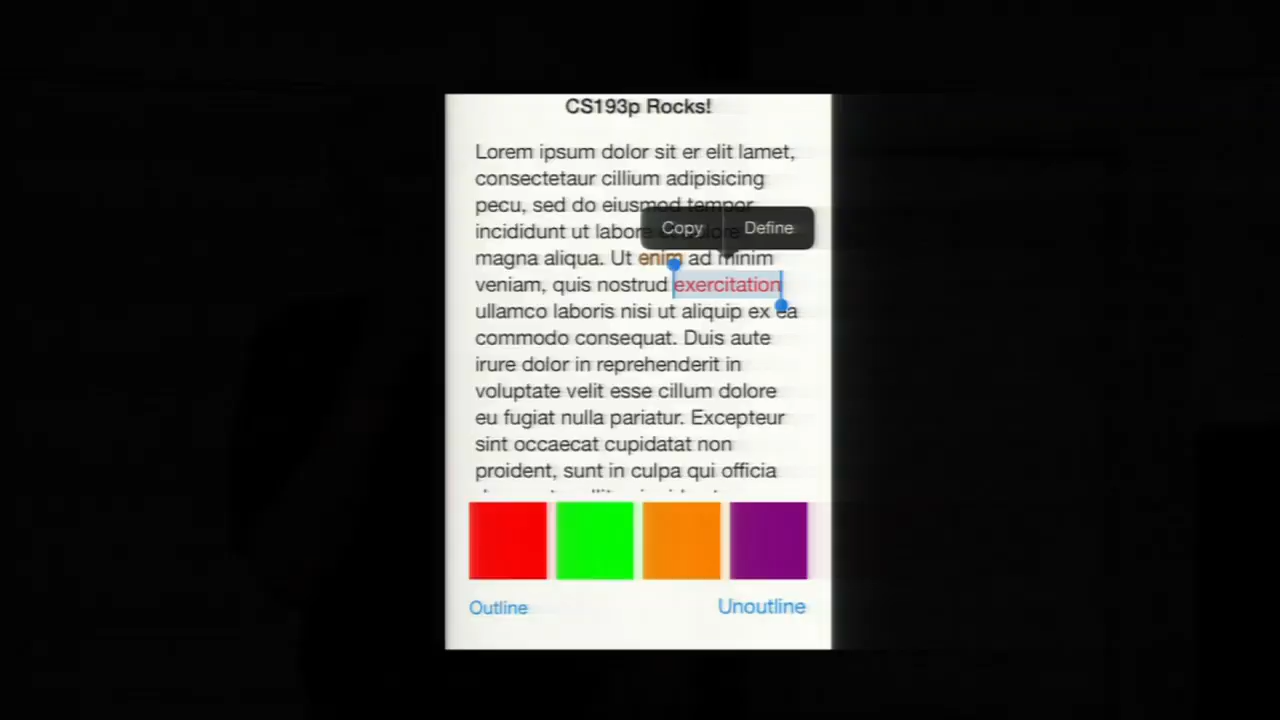 CS193p Rocks!
Lorem ipsum dolor sit er elit lamet,
consectetaur cillium adipisicing
pecu, sed do eiusmod tempor
incididunt ut labore et dolore
Copy Define
magna aliqua. Ut enim ad minim
veniam, quis nostrud exercitation
ullamco laboris nisi ut aliquip ex ea
commodo consequat. Duis aute
irure dolor in reprehenderit in
voluptate velit esse cillum dolore
eu fugiat nulla pariatur. Excepteur
sint occaecat cupidatat non
proident, sunt in culpa qui officia
Outline Unoutline